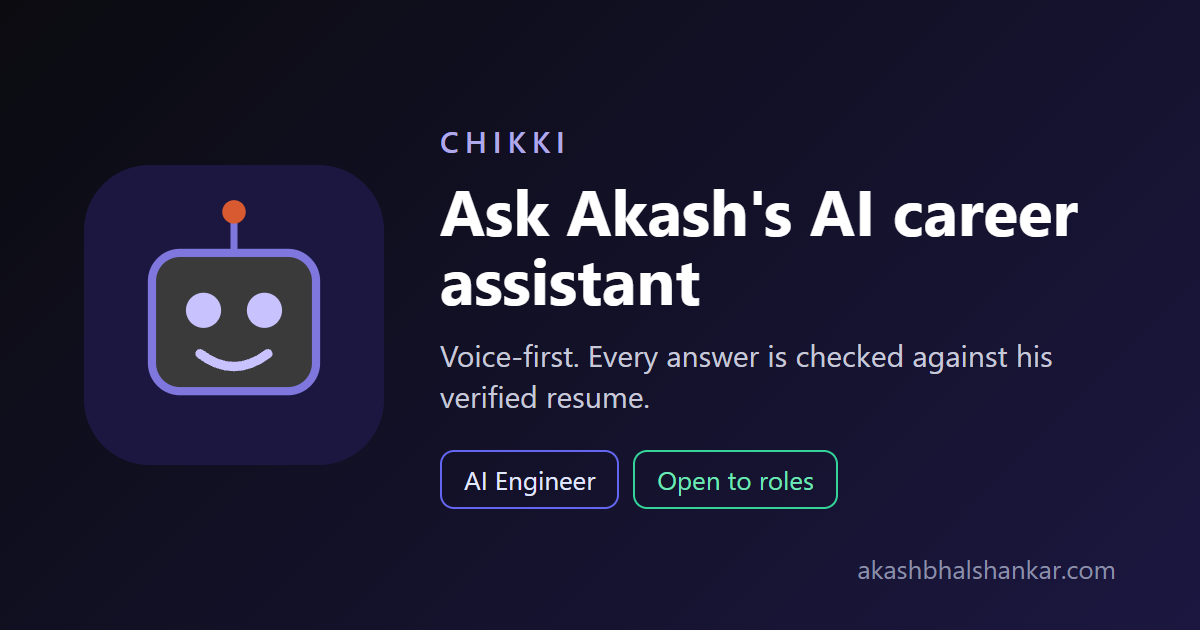 CHIKKI
Ask Akash's AI career
assistant
Voice-first. Every answer is checked against his
verified resume.
AI Engineer
Open to roles
akashbhalshankar.com